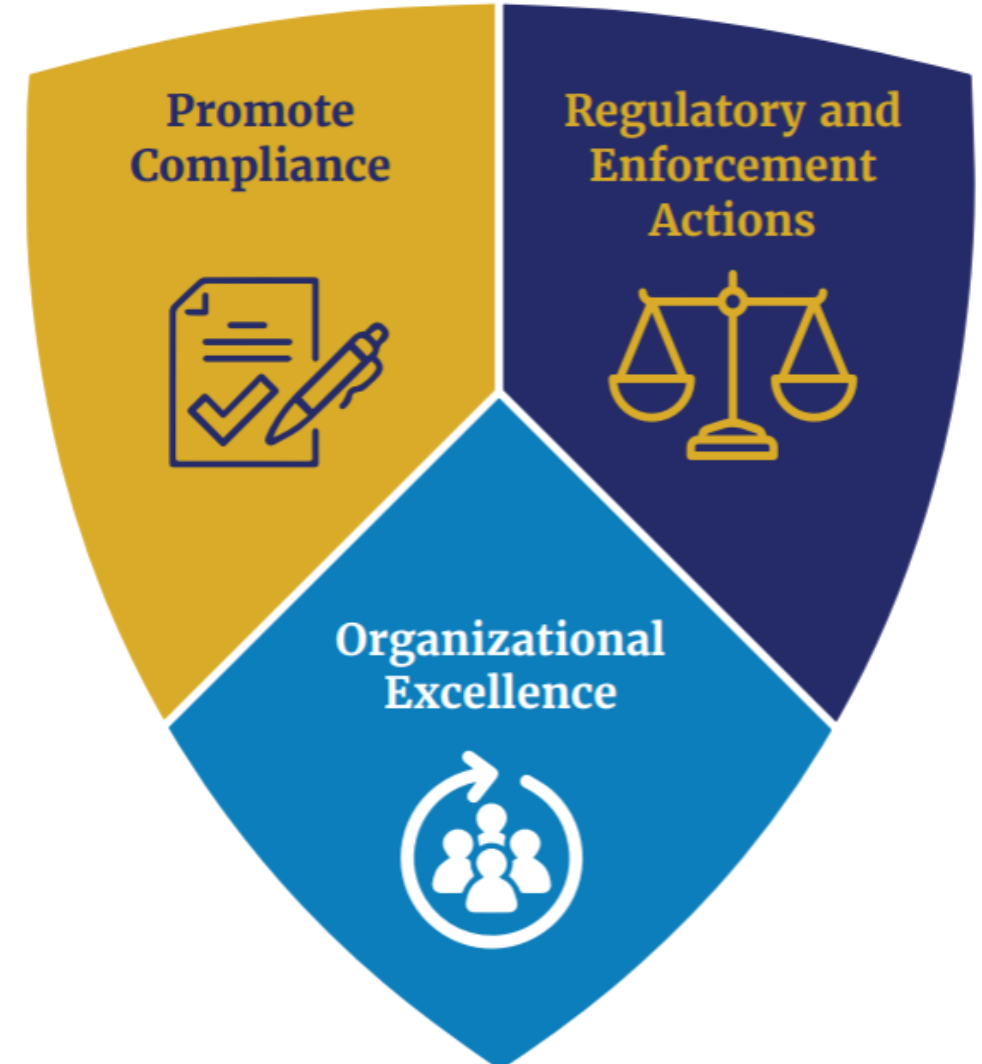 Promote
Compliance
Regulatory and
Enforcement
Actions
Organizational
Excellence